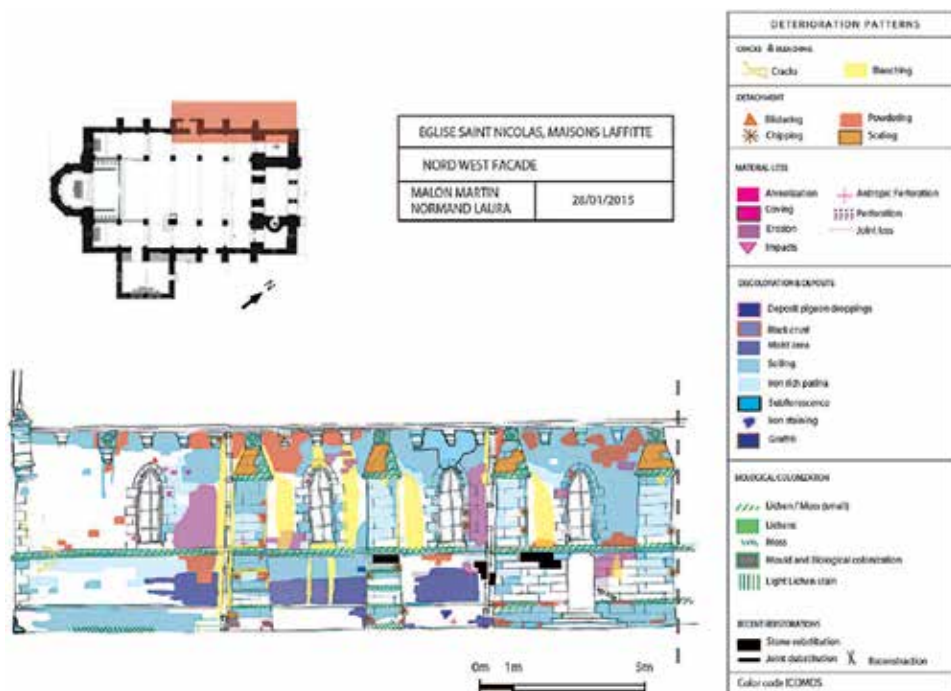 EGLISE SAINT NICOLAS, MAISONS LAFFITTE
NORD WEST FACADE
MALON MARTIN
NORMAND LAURA
28/01/2015
N
0m 1m 5m
DETERIORATION PATTERNS
CRACKS & BLEACHING
Cracks
Bleaching
DETACHMENT
Blistering
Powdering
Chipping
Scaling
MATERIAL LOSS
Alveolization
Antropic Perforation
Coving
Perforation
Erosion
Joint loss
Impacts
DISCOLORATION & DEPOSITS
Deposit pigeon droppings
Black crust
Moist area
Soiling
Iron rich patina
Subflorescence
Iron staining
Graffiti
BIOLOGICAL COLONIZATION
Lichen / Moss (small)
Lichens
Moss
Mould and Biological colonization
Light Lichen stain
RECENT RESTORATIONS
Stone substitution
Joint substitution
Reconstruction
Color code ICOMOS